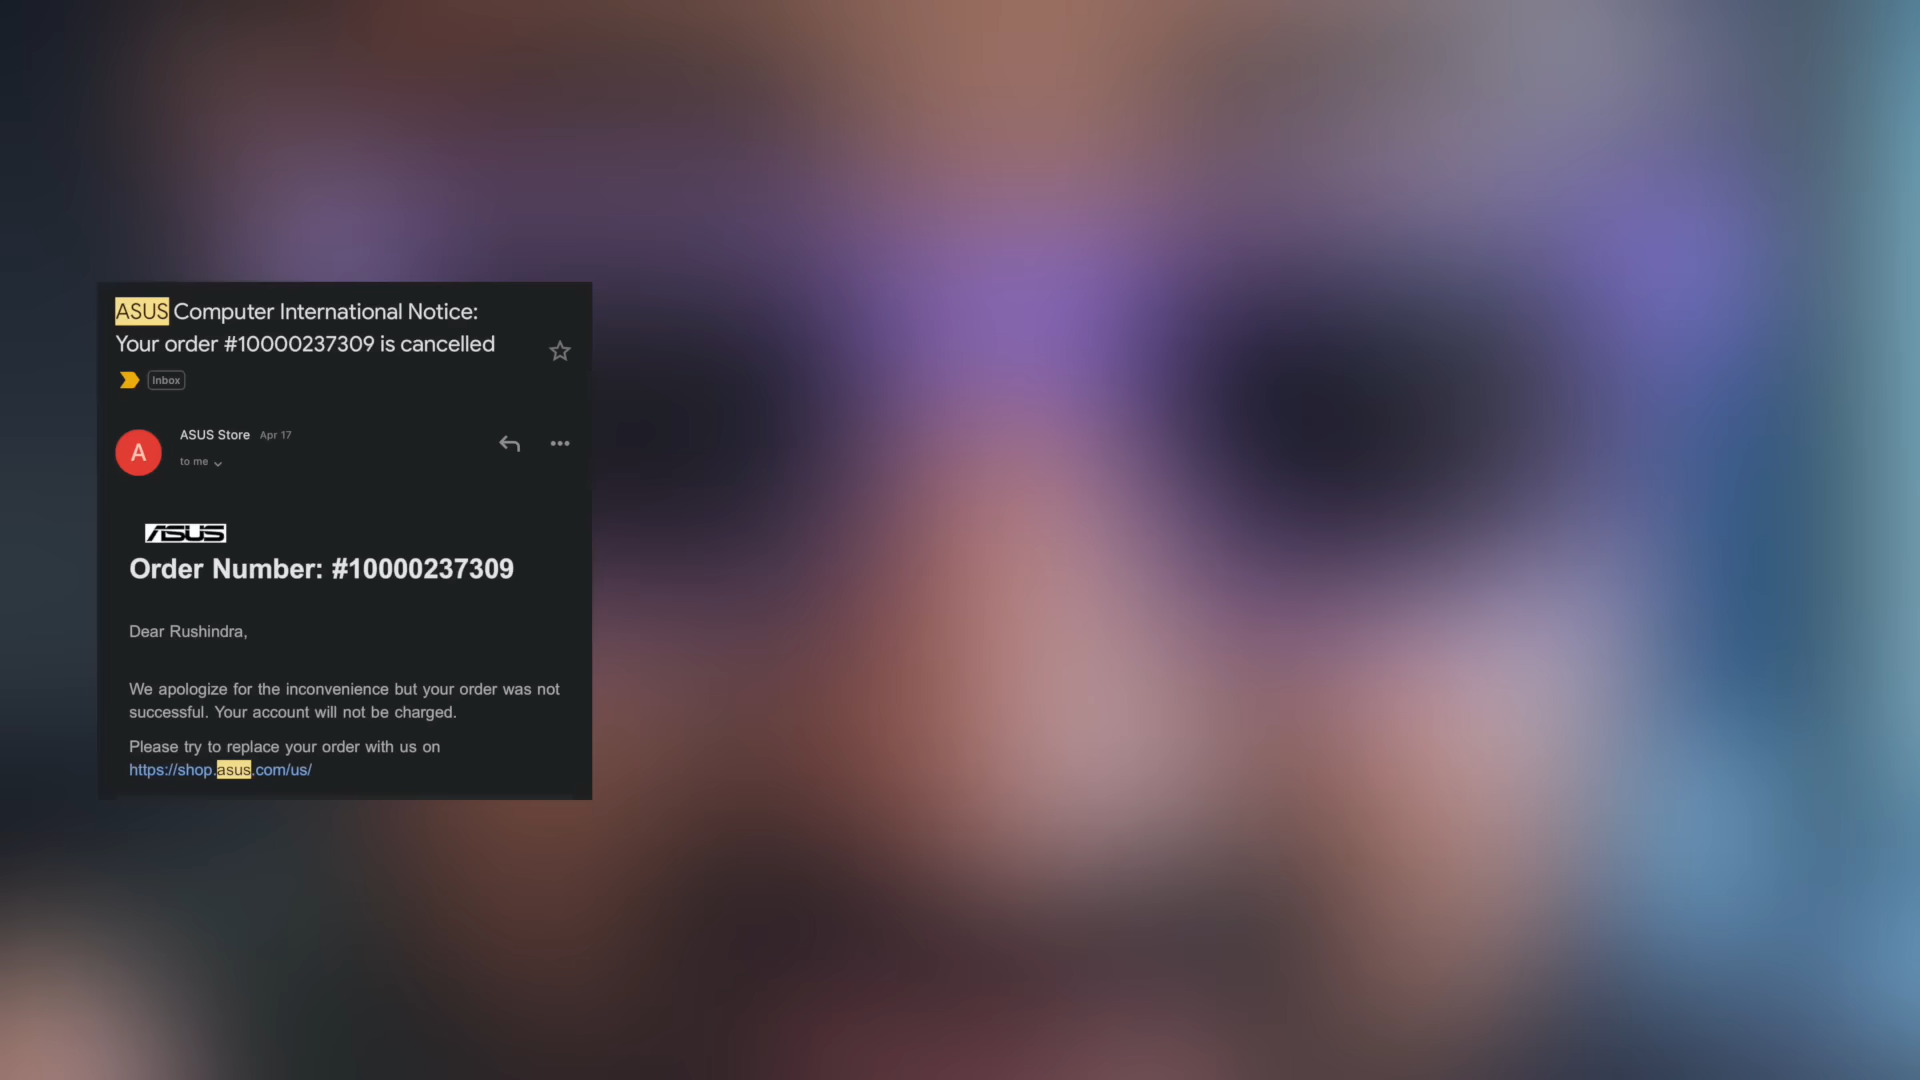 ASUS Computer International Notice:
Your order #10000237309 is cancelled
Inbox
A
ASUS Store Apr 17
to me
ASUS
Order Number: #10000237309
Dear Rushindra,
We apologize for the inconvenience but your order was not
successful. Your account will not be charged.
Please try to replace your order with us on
https://shop.asus.com/us/